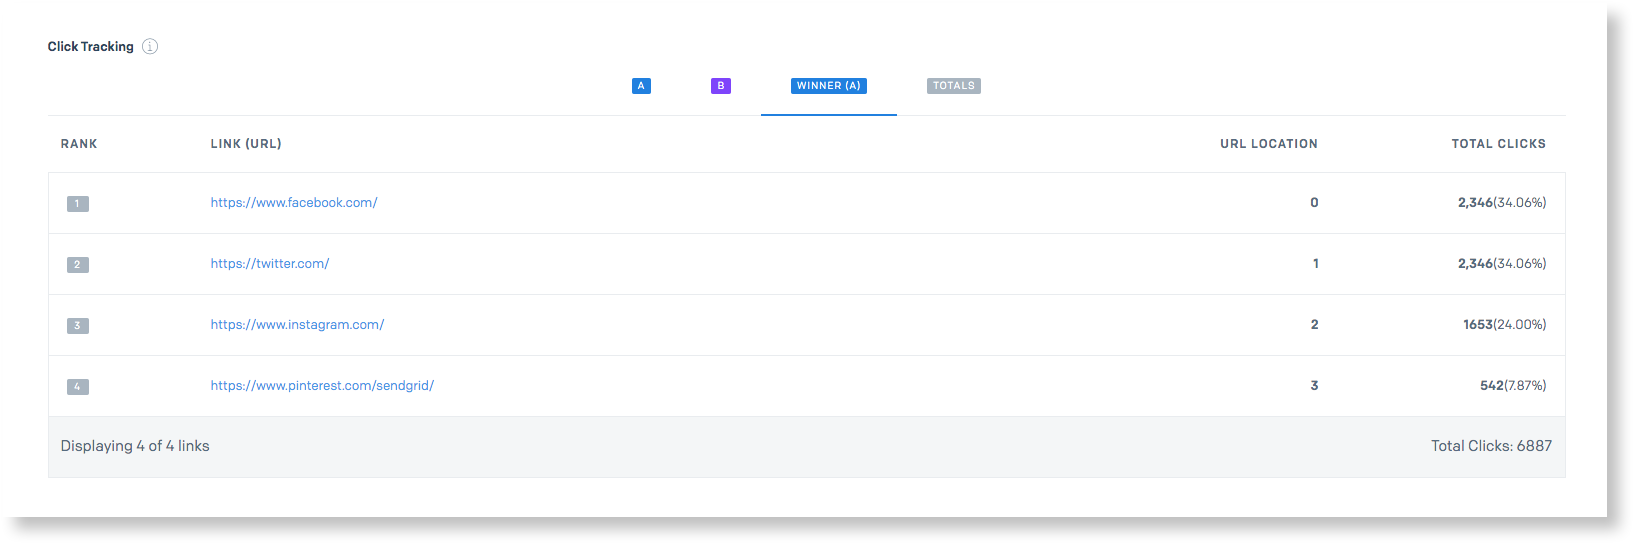 Click Tracking
A B WINNER (A) TOTALS
RANK LINK (URL) URL LOCATION TOTAL CLICKS
1 https://www.facebook.com/ 0 2,346(34.06%)
2 https://twitter.com/ 1 2,346(34.06%)
3 https://www.instagram.com/ 2 1653(24.00%)
4 https://www.pinterest.com/sendgrid/ 3 542(7.87%)
Displaying 4 of 4 links Total Clicks: 6887